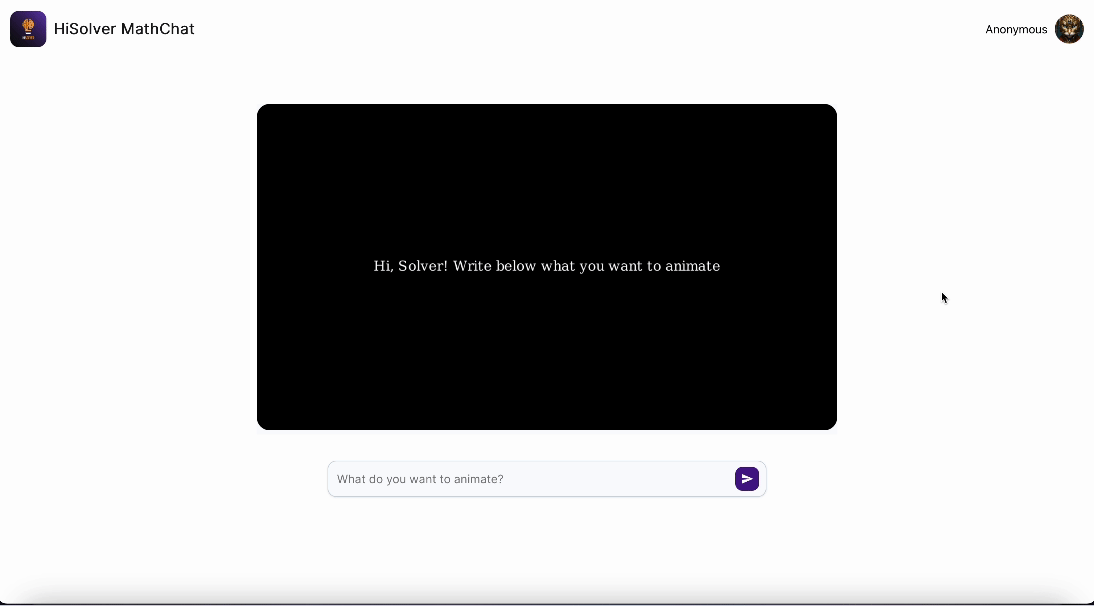 HiSolver MathChat
Anonymous
Hi, Solver! Write below what you want to animate
What do you want to animate?